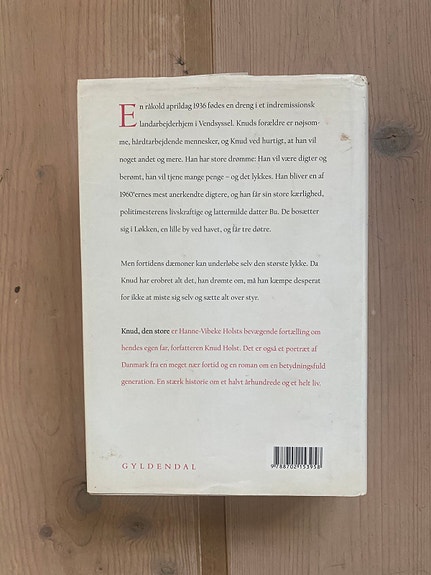 En råkold aprildag 1936 fødes en dreng i et indremissionsk
landarbejderhjem i Vendsyssel. Knuds forældre er nøjsom-
me, hårdtarbejdende mennesker, og Knud ved hurtigt, at han vil
noget andet og mere. Han har store drømme: Han vil være digter og
berømt, han vil tjene mange penge – og det lykkes. Han bliver en af
1960'ernes mest anerkendte digtere, og han får sin store kærlighed,
politimesterens livskraftige og lattermilde datter Bu. De bosætter
sig i Løkken, en lille by ved havet, og får tre døtre.
Men fortidens dæmoner kan underløbe selv den største lykke. Da
Knud har erobret alt det, han drømte om, må han kæmpe desperat
for ikke at miste sig selv og sætte alt over styr.
Knud, den store er Hanne-Vibeke Holsts bevægende fortælling om
hendes egen far, forfatteren Knud Holst. Det er også et portræt af
Danmark fra en meget nær fortid og en roman om en betydningsfuld
generation. En stærk historie om et halvt århundrede og et helt liv.
GYLDENDAL
9788702153958